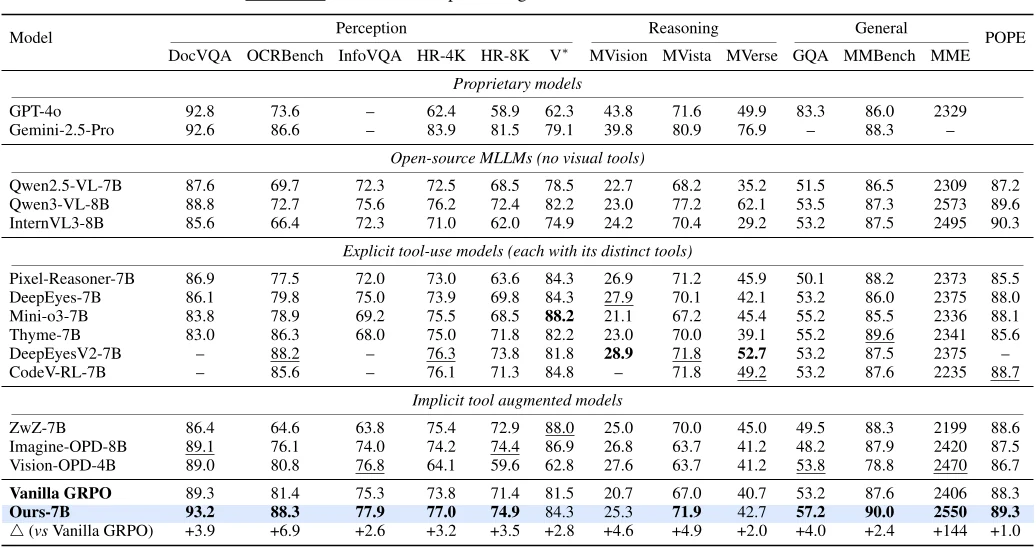 Model Perception Reasoning General POPE
DocVQA OCRBench InfoVQA HR-4K HR-8K V* MVision MVista MVerse GQA MMBench MME
Proprietary models
GPT-4o 92.8 73.6 – 62.4 58.9 62.3 43.8 71.6 49.9 83.3 86.0 2329
Gemini-2.5-Pro 92.6 86.6 – 83.9 81.5 79.1 39.8 80.9 76.9 – 88.3 –
Open-source MLLMs (no visual tools)
Qwen2.5-VL-7B 87.6 69.7 72.3 72.5 68.5 78.5 22.7 68.2 35.2 51.5 86.5 2309 87.2
Qwen3-VL-8B 88.8 72.7 75.6 76.2 72.4 82.2 23.0 77.2 62.1 53.5 87.3 2573 89.6
InternVL3-8B 85.6 66.4 72.3 71.0 62.0 74.9 24.2 70.4 29.2 53.2 87.5 2495 90.3
Explicit tool-use models (each with its distinct tools)
Pixel-Reasoner-7B 86.9 77.5 72.0 73.0 63.6 84.3 26.9 71.2 45.9 50.1 88.2 2373 85.5
DeepEyes-7B 86.1 79.8 75.0 73.9 69.8 84.3 27.9 70.1 42.1 53.2 86.0 2375 88.0
Mini-o3-7B 83.8 78.9 69.2 75.5 68.5 88.2 21.1 67.2 45.4 55.2 85.5 2336 88.1
Thyme-7B 83.0 86.3 68.0 75.0 71.8 82.2 23.0 70.0 39.1 55.2 89.6 2341 85.6
DeepEyesV2-7B – 88.2 – 76.3 73.8 81.8 28.9 71.8 52.7 53.2 87.5 2375 –
CodeV-RL-7B – 85.6 – 76.1 71.3 84.8 – 71.8 49.2 53.2 87.6 2235 88.7
Implicit tool augmented models
ZwZ-7B 86.4 64.6 63.8 75.4 72.9 88.0 25.0 70.0 45.0 49.5 88.3 2199 88.6
Imagine-OPD-8B 89.1 76.1 74.0 74.2 74.4 86.9 26.8 63.7 41.2 48.2 87.9 2420 87.5
Vision-OPD-4B 89.0 80.8 76.8 64.1 59.6 62.8 27.6 63.7 41.2 53.8 78.8 2470 86.7
Vanilla GRPO 89.3 81.4 75.3 73.8 71.4 81.5 20.7 67.0 40.7 53.2 87.6 2406 88.3
Ours-7B 93.2 88.3 77.9 77.0 74.9 84.3 25.3 71.9 42.7 57.2 90.0 2550 89.3
△ (vs Vanilla GRPO) +3.9 +6.9 +2.6 +3.2 +3.5 +2.8 +4.6 +4.9 +2.0 +4.0 +2.4 +144 +1.0